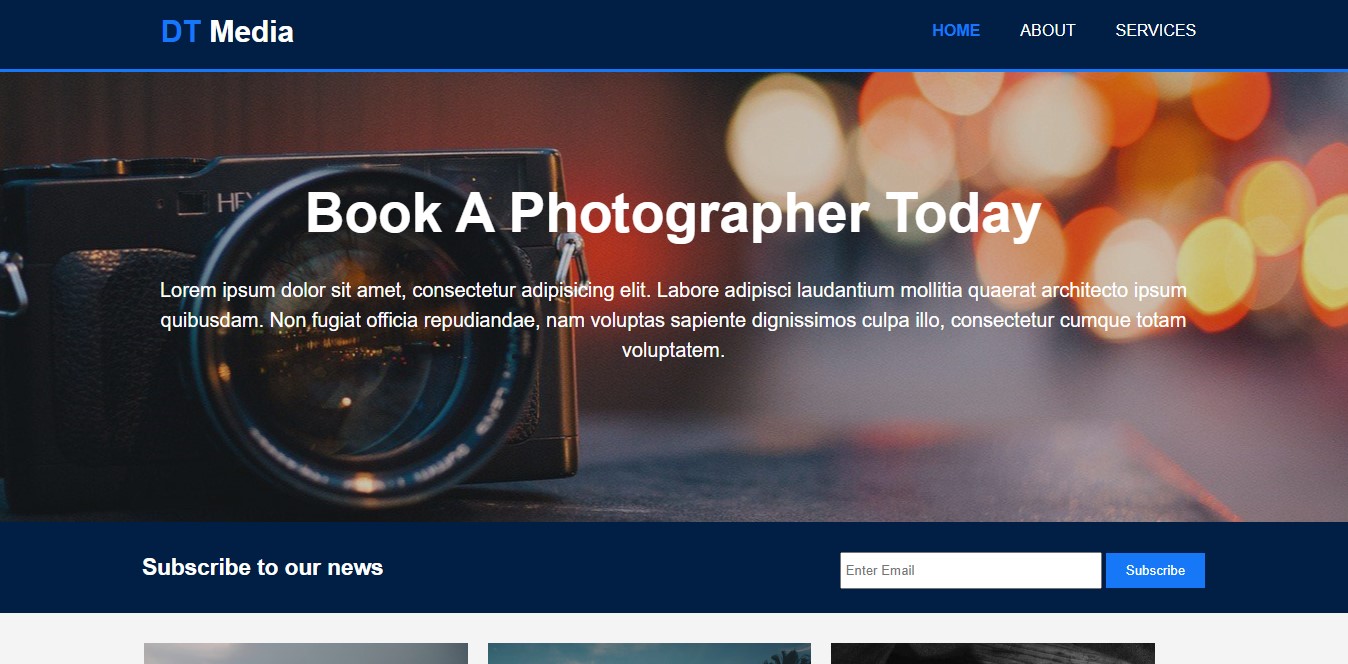 DT Media
HOME ABOUT SERVICES
HEX
Book A Photographer Today
Lorem ipsum dolor sit amet, consectetur adipisicing elit. Labore adipisci laudantium mollitia quaerat architecto ipsum
quibusdam. Non fugiat officia repudiandae, nam voluptas sapiente dignissimos culpa illo, consectetur cumque totam
voluptatem.
Subscribe to our news
Enter Email
Subscribe